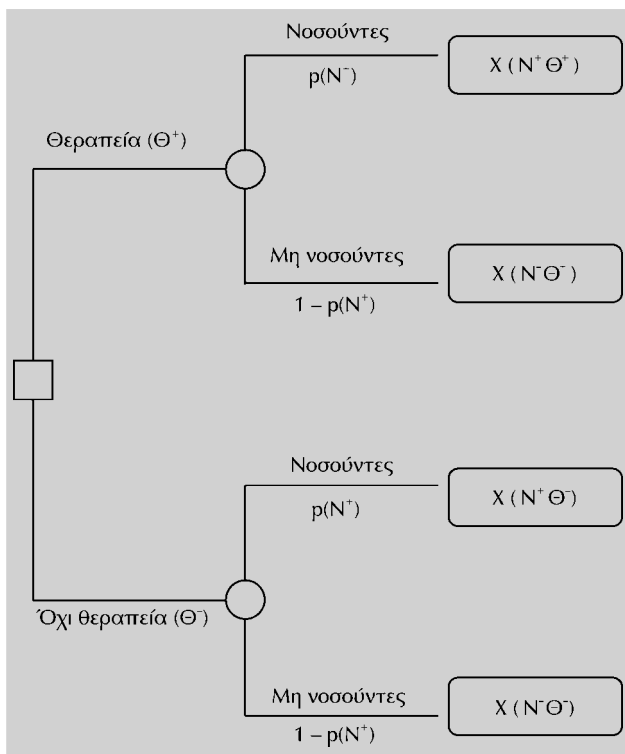 Νοσούντες
p(N⁻)
Χ ( Ν⁺ Θ⁺ )
Θεραπεία (Θ⁺)
Μη νοσούντες
1 – p(N⁺)
Χ ( Ν⁻Θ⁻ )
Νοσούντες
p(N⁺)
Χ ( Ν⁺ Θ⁻ )
Όχι θεραπεία (Θ⁻)
Μη νοσούντες
1 – p(N⁺)
Χ ( Ν⁻Θ⁻ )